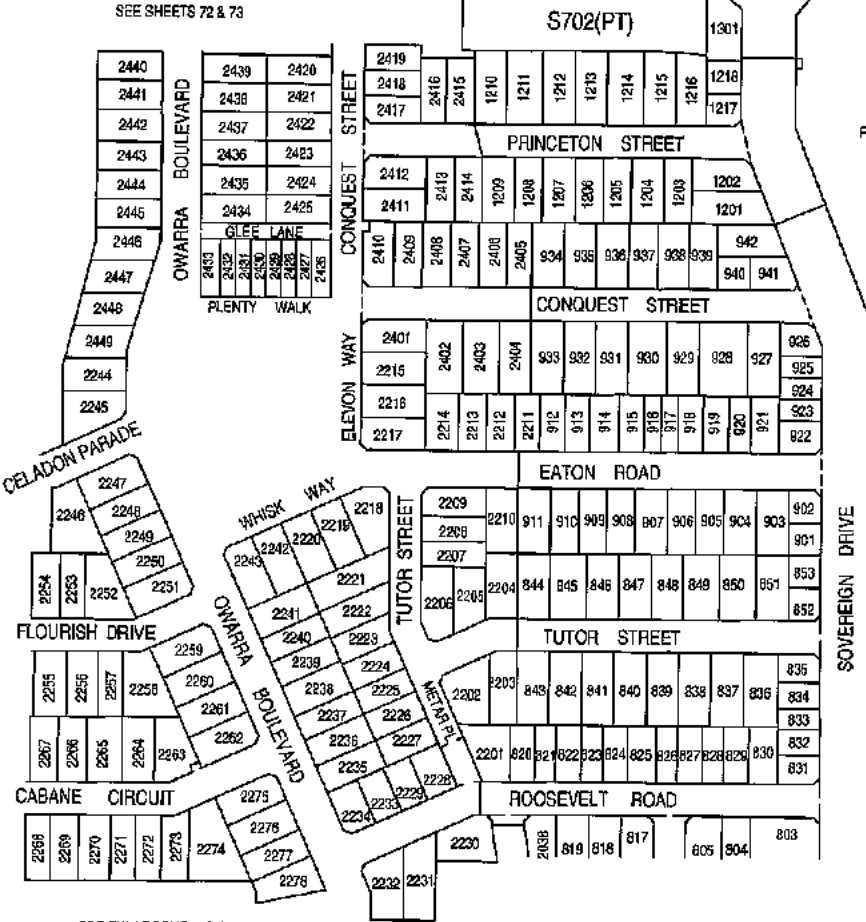 SEE SHEETS 72 & 73
S702(PT)
1301
1218
1217
2440
2441
2442
2443
2444
2445
2446
2447
2448
2449
2244
2245
OWARRA BOULEVARD
2439 2420
2438 2421
2437 2422
2436 2423
2435 2424
2434 2425
GLEE LANE
2433 2432 2431 2430 2429 2428 2427 2426
PLENTY WALK
CONQUEST STREET
2419
2418
2417
2416 2415 1210 1211 1212 1213 1214 1215 1216
PRINCETON STREET
2412
2411
2413 2414 1209 1208 1207 1206 1205 1204 1203
1202
1201
2410 2409 2408 2407 2406 2405 934 935 936 937 938 939
942
940 941
CONQUEST STREET
ELEVON WAY
2401
2215
2216
2217
2402 2403 2404 933 932 931 930 929 928 927
926
925
924
923
922
2214 2213 2212 2211 912 913 914 915 916 917 918 919 920 921
EATON ROAD
CELADON PARADE
2246
2247
2248
2249
2250
2251
2254 2253 2252
FLOURISH DRIVE
WHISK WAY
2243 2242 2220 2219 2218
2221
2241 2222
2240 2223
2239 2224
2238 2225
2237 2226
2236 2227
2235
2234 2233 2229 2228
OWARRA BOULEVARD
TUTOR STREET
2209
2208
2207
2206 2205
2210 911 910 909 908 907 906 905 904 903
902
901
2204 844 845 846 847 848 849 850 851
853
852
SOVEREIGN DRIVE
TUTOR STREET
METAR PL
2202 2203 843 842 841 840 839 838 837 836
835
834
833
832
831
2201 820 821 822 823 824 825 826 827 828 829 830
ROOSEVELT ROAD
2255 2256 2257 2258
2259
2260
2261
2262
2267 2266 2265 2264 2263
CABANE CIRCUIT
2268 2269 2270 2271 2272 2273 2274
2275
2276
2277
2278
2232 2231
2230
2038 819 818 817
805 804 803